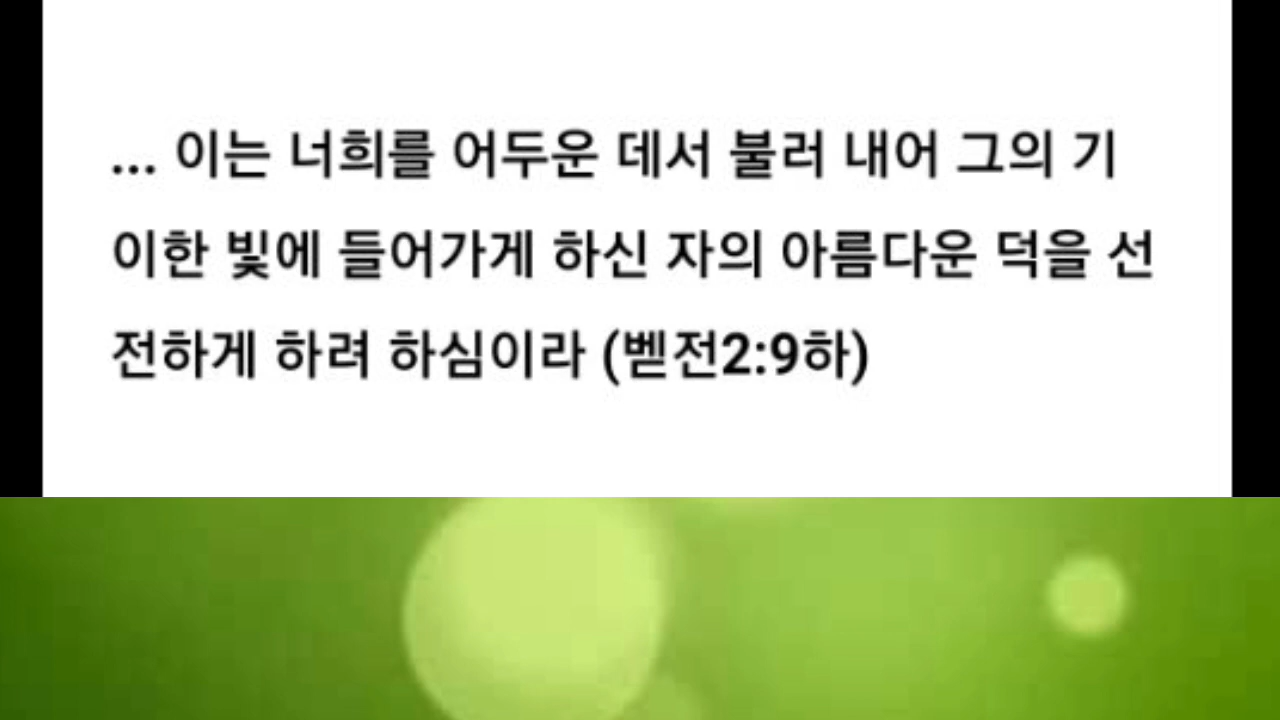 ... 이는 너희를 어두운 데서 불러 내어 그의 기
이한 빛에 들어가게 하신 자의 아름다운 덕을 선
전하게 하려 하심이라 (벧전2:9하)